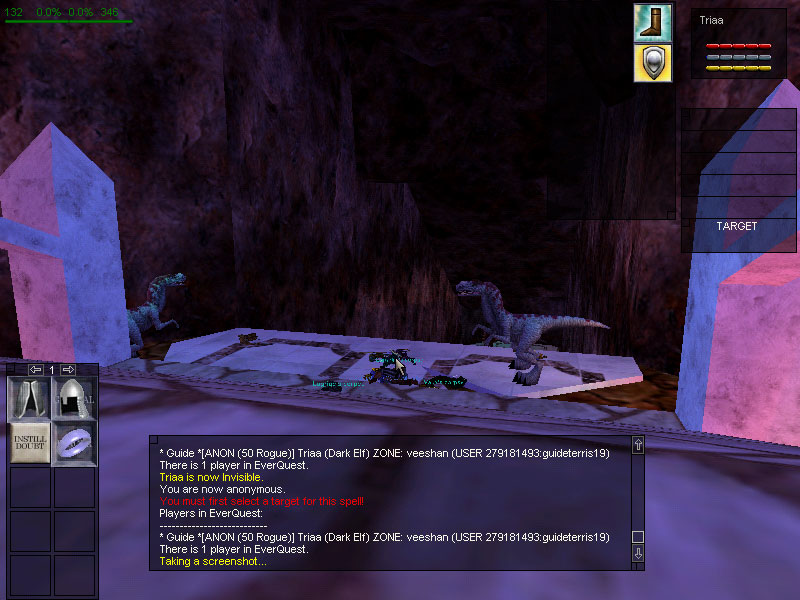 132 0.0% 0.0% 346
Triaa
TARGET
1
INSTILL
DOUBT
* Guide *[ANON (50 Rogue)] Triaa (Dark Elf) ZONE: veeshan (USER 279181493:guideterris19)
There is 1 player in EverQuest.
Triaa is now Invisible.
You are now anonymous.
You must first select a target for this spell!
Players in EverQuest:
---------------------------
* Guide *[ANON (50 Rogue)] Triaa (Dark Elf) ZONE: veeshan (USER 279181493:guideterris19)
There is 1 player in EverQuest.
Taking a screenshot...